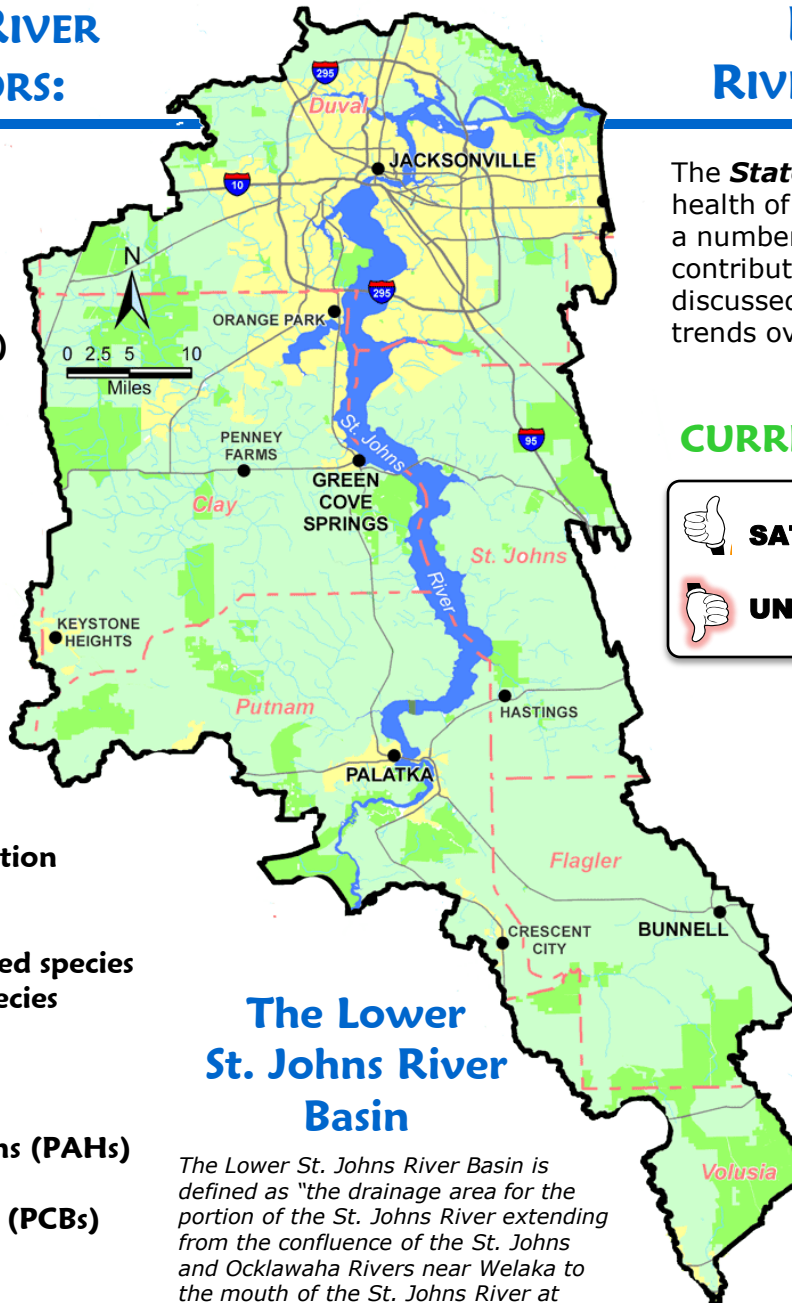 RIVER
ORS:
)
tion
ed species
ecies
ns (PAHs)
(PCBs)
295
Duval
JACKSONVILLE
10
N
295
ORANGE PARK
0 2.5 5 10
Miles
PENNEY
FARMS
St. Johns
95
GREEN
COVE
SPRINGS
Clay
St. Johns
River
KEYSTONE
HEIGHTS
Putnam
HASTINGS
PALATKA
Flagler
BUNNELL
CRESCENT
CITY
Volusia
The Lower
St. Johns River
Basin
The Lower St. Johns River Basin is
defined as “the drainage area for the
portion of the St. Johns River extending
from the confluence of the St. Johns
and Ocklawaha Rivers near Welaka to
the mouth of the St. Johns River at
RIV
The State
health of
a number
contribut
discussed
trends ov
CURR
SAT
UN